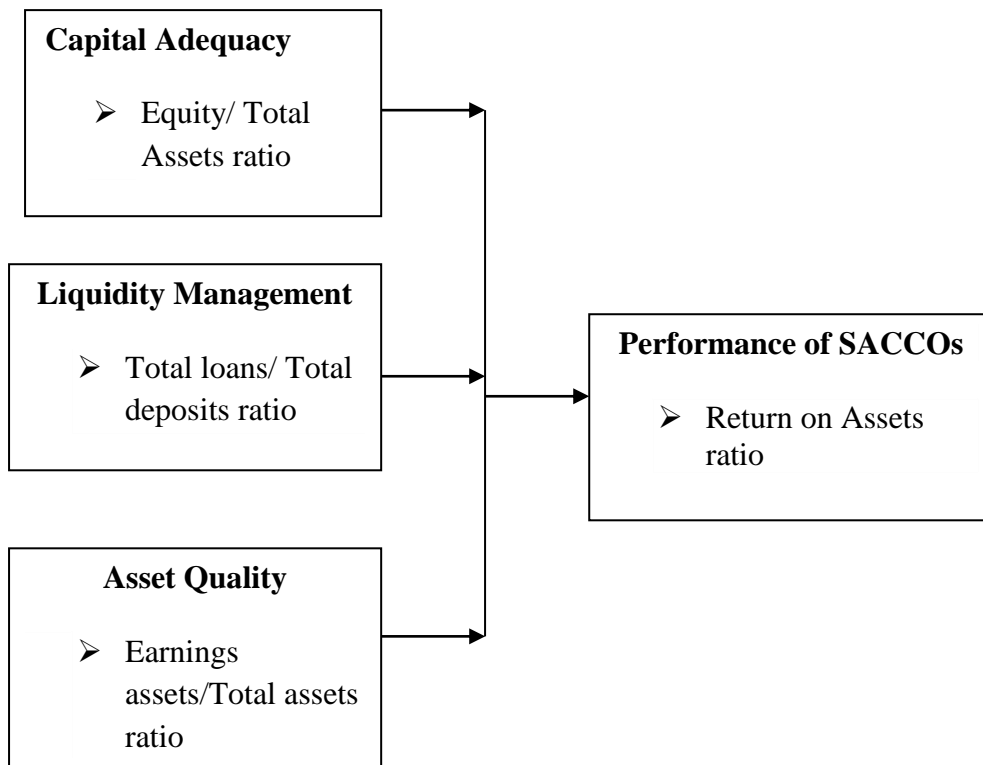 Capital Adequacy
➢ Equity/ Total
Assets ratio
Liquidity Management
➢ Total loans/ Total
deposits ratio
Asset Quality
➢ Earnings
assets/Total assets
ratio
Performance of SACCOs
➢ Return on Assets
ratio